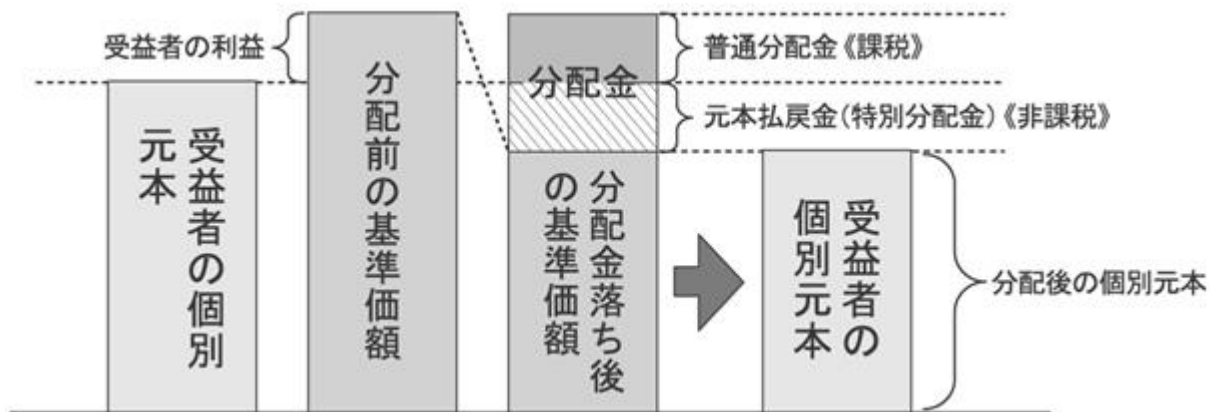 受益者の利益
受益者の個別
元本
分配前の基準価額
分配金
分配金落ち後
の基準価額
普通分配金《課税》
元本払戻金(特別分配金)《非課税》
受益者の
個別元本
分配後の個別元本